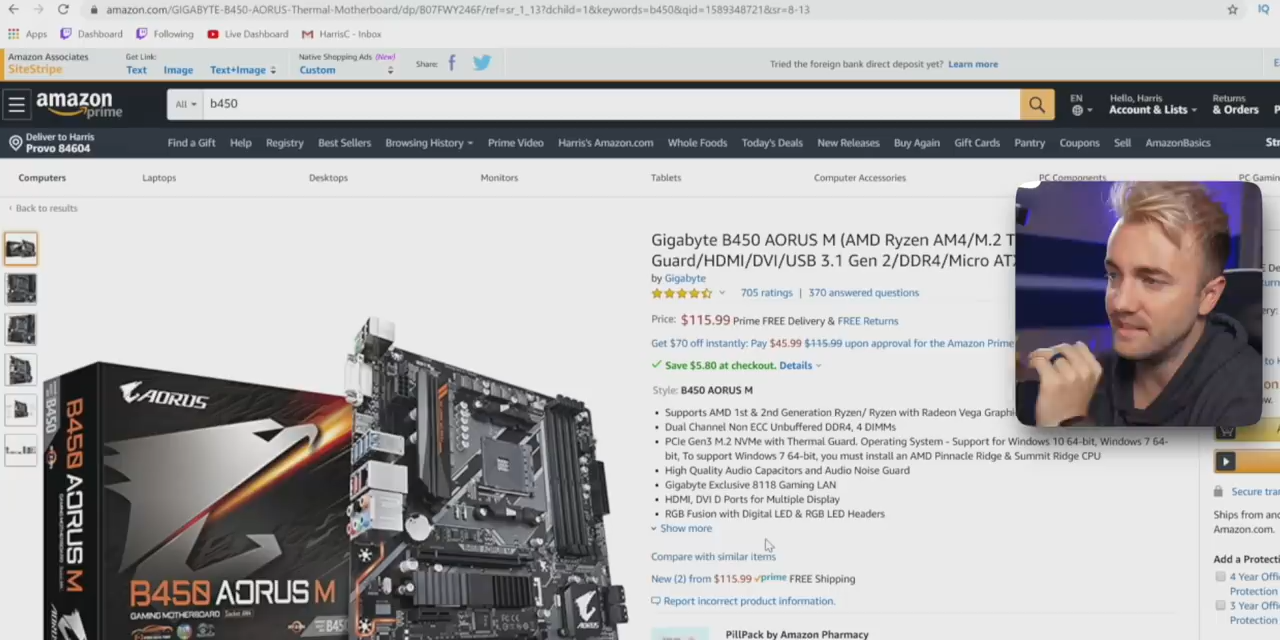 amazon.com/GIGABYTE-B450-AORUS-Thermal-Motherboard/dp/B07FWY246F/ref=sr_1_13?dchild=1&keywords=b450&qid=1589348721&sr=8-13
Apps Dashboard Following Live Dashboard HarrisC - Inbox
Amazon Associates Get Link: Native Shopping Ads (New)
SiteStripe Text Image Text+Image Custom Share: Tried the foreign bank direct deposit yet? Learn more
amazon prime All b450 EN Hello, Harris Returns
Account & Lists & Orders
Deliver to Harris
Provo 84604 Find a Gift Help Registry Best Sellers Browsing History Prime Video Harris's Amazon.com Whole Foods Today's Deals New Releases Buy Again Gift Cards Pantry Coupons Sell AmazonBasics
Computers Laptops Desktops Monitors Tablets Computer Accessories PC Components PC Gaming
‹ Back to results
Gigabyte B450 AORUS M (AMD Ryzen AM4/M.2 T
Guard/HDMI/DVI/USB 3.1 Gen 2/DDR4/Micro ATX
by Gigabyte
705 ratings | 370 answered questions
Price: $115.99 Prime FREE Delivery & FREE Returns
Get $70 off instantly: Pay $45.99 $115.99 upon approval for the Amazon Prime
Save $5.80 at checkout. Details
Style: B450 AORUS M
• Supports AMD 1st & 2nd Generation Ryzen/ Ryzen with Radeon Vega Graphi
• Dual Channel Non ECC Unbuffered DDR4, 4 DIMMs
• PCIe Gen3 M.2 NVMe with Thermal Guard. Operating System - Support for Windows 10 64-bit, Windows 7 64-
bit, To support Windows 7 64-bit, you must install an AMD Pinnacle Ridge & Summit Ridge CPU
• High Quality Audio Capacitors and Audio Noise Guard
• Gigabyte Exclusive 8118 Gaming LAN
• HDMI, DVI D Ports for Multiple Display
• RGB Fusion with Digital LED & RGB LED Headers
Show more
Compare with similar items
New (2) from $115.99 prime FREE Shipping
Report incorrect product information.
PillPack by Amazon Pharmacy
AORUS
B450 AORUS M
B450 AORUS M
GAMING MOTHERBOARD
AORUS
Secure tran
Ships from and
Amazon.com.
Add a Protecti
4 Year Offi
Protection
3 Year Offi
Protection